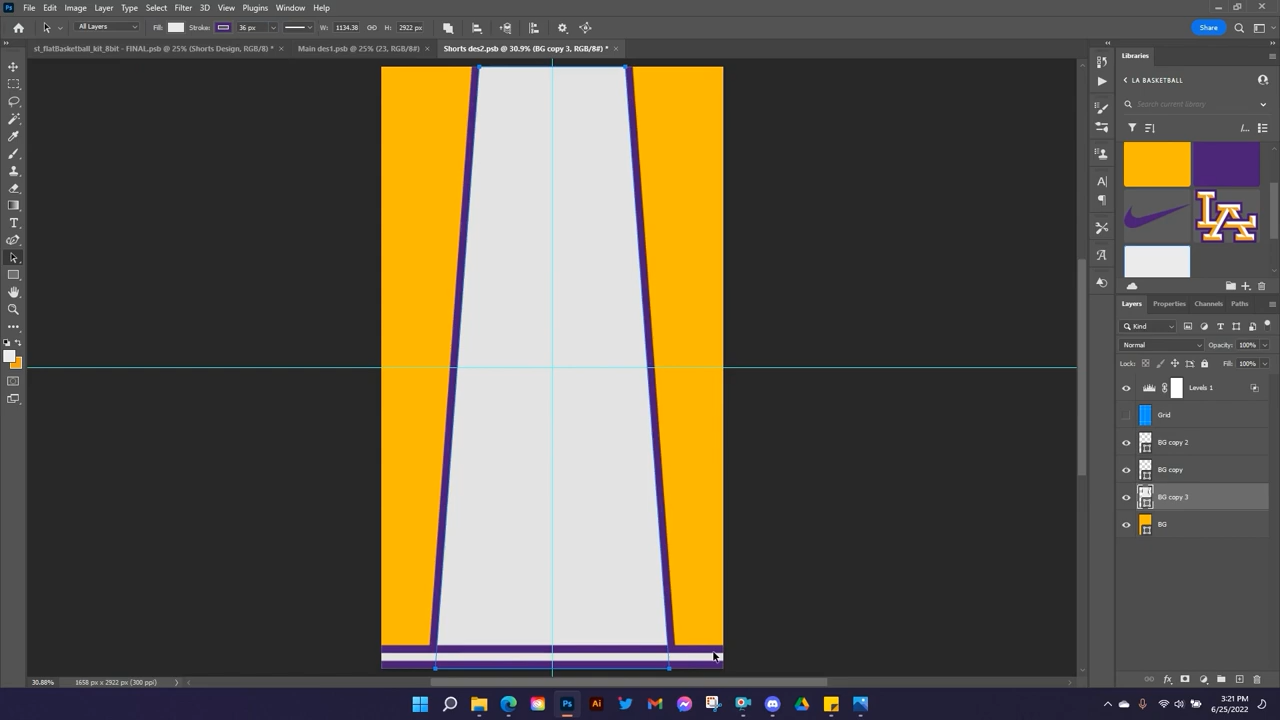 Ps File Edit Image Layer Type Select Filter 3D View Plugins Window Help
All Layers Fill: Stroke: 36 px W: 1134.38 H: 2922 px Share
st_flatBasketball_kit_8bit - FINAL.psb @ 25% (Shorts Design, RGB/8) * × Main des1.psb @ 25% (23, RGB/8#) × Shorts des2.psb @ 30.9% (BG copy 3, RGB/8#) * ×
Libraries
LA BASKETBALL
Search current Library
LA
Layers Properties Channels Paths
Kind
Normal Opacity: 100%
Lock: Fill: 100%
Levels 1
Grid
BG copy 2
BG copy
BG copy 3
BG
30.88% 1658 px x 2922 px (300 ppi)
Ps Ai
3:21 PM
6/25/2022